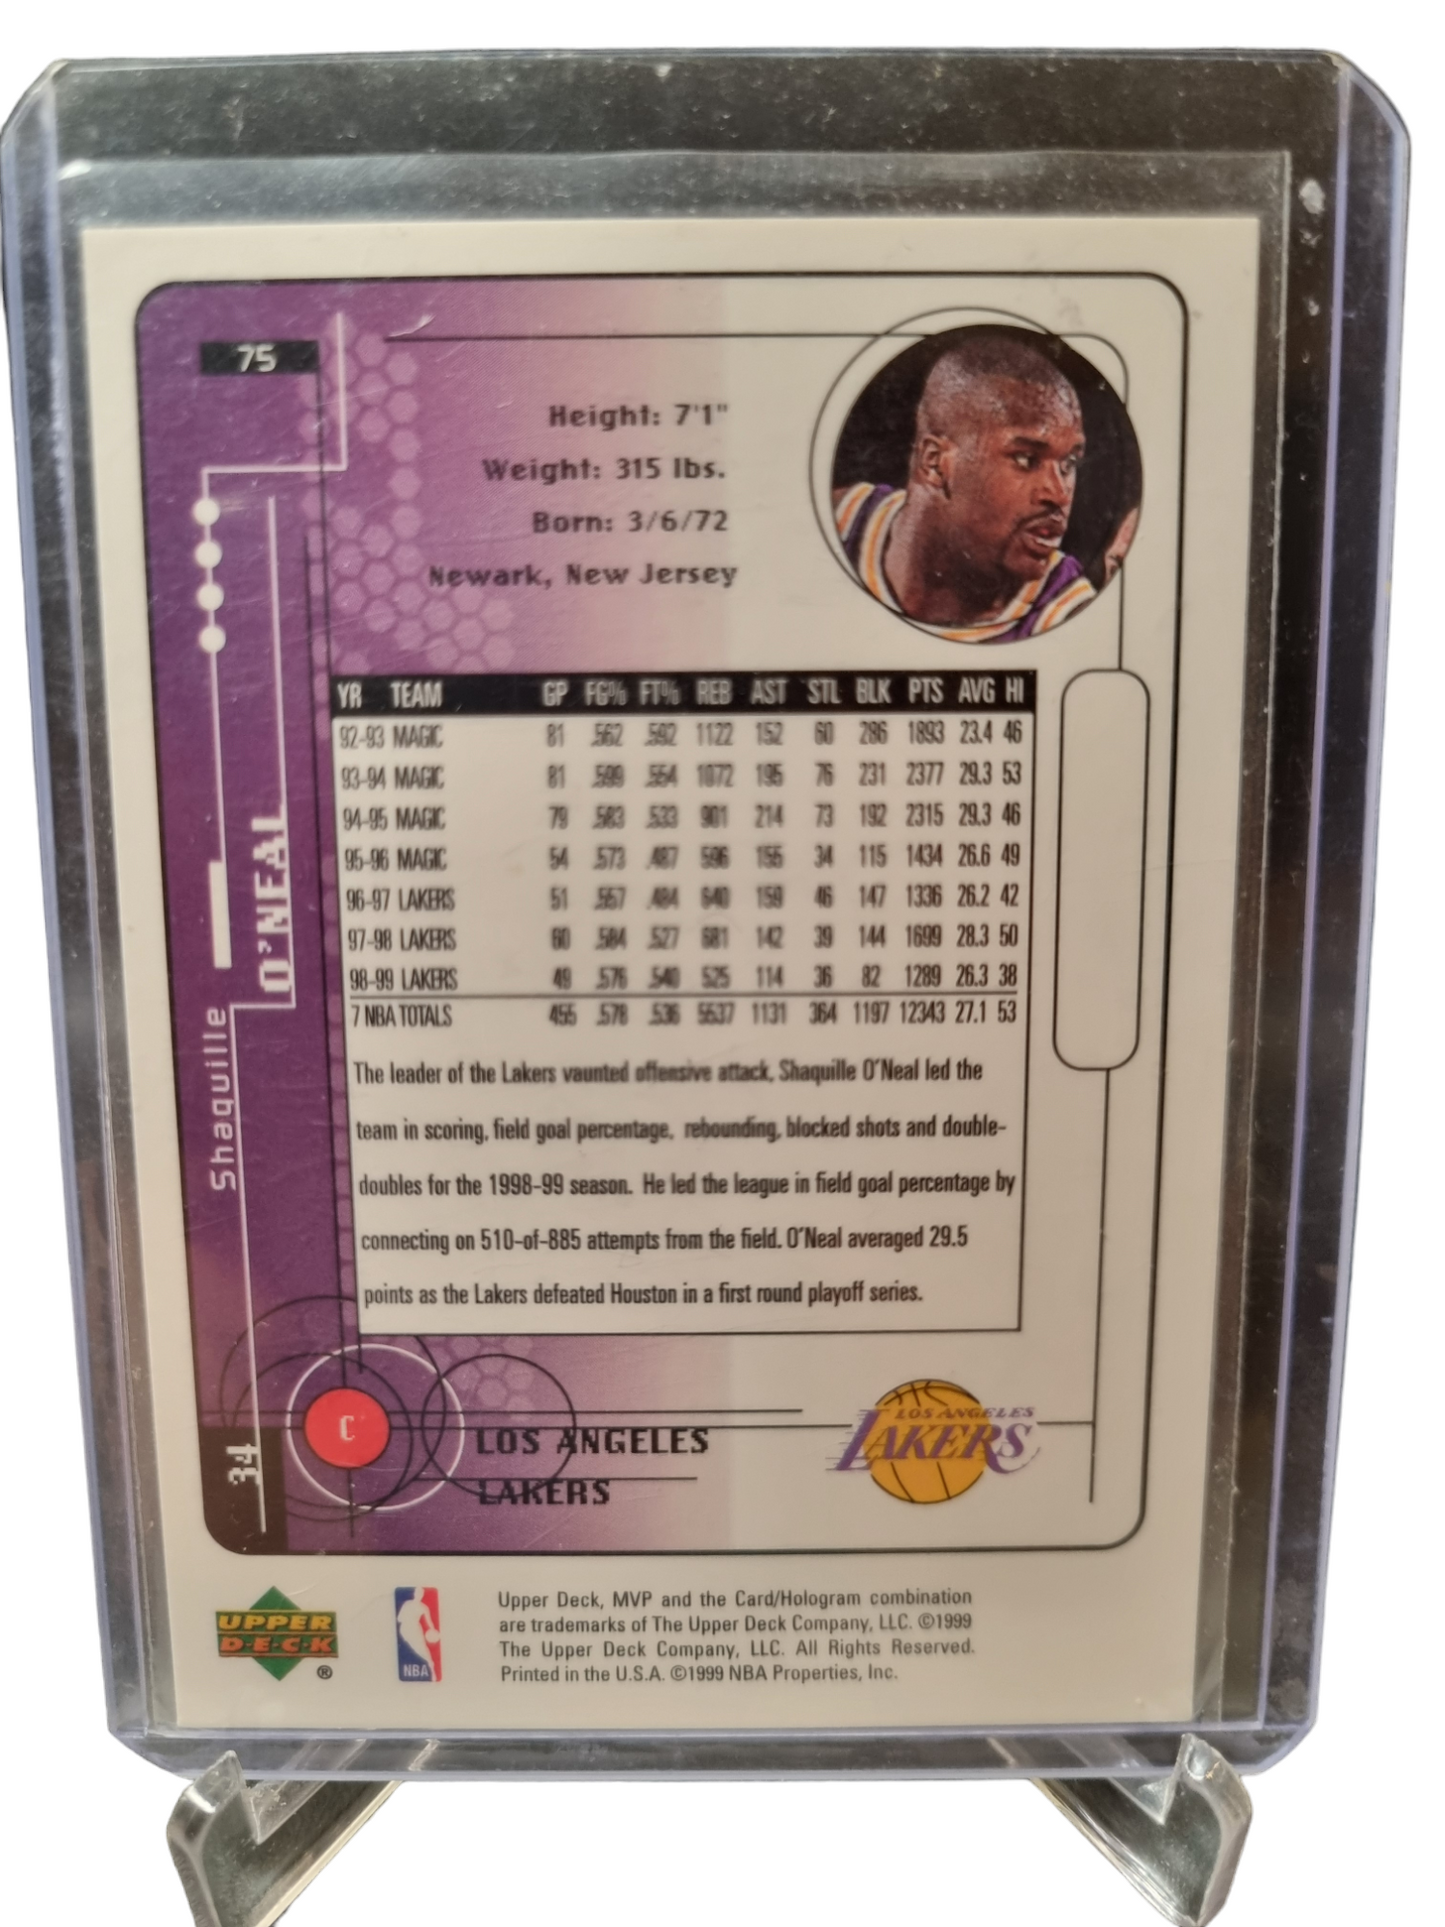 75
Height: 7'1"
Weight: 315 lbs.
Born: 3/6/72
Newark, New Jersey
Shaquille
O'NEAL
34
YR TEAM GP FG% FT% REB AST STL BLK PTS AVG HI
92-93 MAGIC 81 .562 .592 1122 152 60 286 1893 23.4 46
93-94 MAGIC 81 .599 .554 1072 195 76 231 2377 29.3 53
94-95 MAGIC 79 .583 .533 901 214 73 192 2315 29.3 46
95-96 MAGIC 54 .573 .487 596 155 34 115 1434 26.6 49
96-97 LAKERS 51 .557 .484 640 159 46 147 1336 26.2 42
97-98 LAKERS 60 .584 .527 681 142 39 144 1699 28.3 50
98-99 LAKERS 49 .576 .540 525 114 36 82 1289 26.3 38
7 NBA TOTALS 455 .578 .536 5537 1131 364 1197 12343 27.1 53
The leader of the Lakers vaunted offensive attack, Shaquille O'Neal led the
team in scoring, field goal percentage, rebounding, blocked shots and double-
doubles for the 1998-99 season. He led the league in field goal percentage by
connecting on 510-of-885 attempts from the field. O'Neal averaged 29.5
points as the Lakers defeated Houston in a first round playoff series.
C
LOS ANGELES
LAKERS
LOS ANGELES
LAKERS
UPPER
D·E·C·K
®
NBA
Upper Deck, MVP and the Card/Hologram combination
are trademarks of The Upper Deck Company, LLC. ©1999
The Upper Deck Company, LLC. All Rights Reserved.
Printed in the U.S.A. ©1999 NBA Properties, Inc.